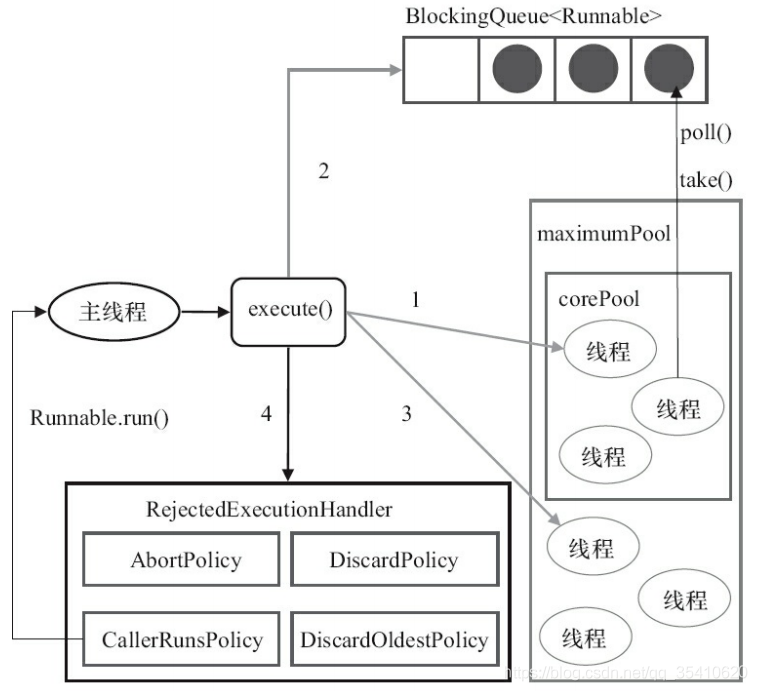 BlockingQueue<Runnable>
poll()
2
take()
maximumPool
corePool
主线程
execute()
1
线程
线程
Runnable.run()
4
3
线程
RejectedExecutionHandler
AbortPolicy
DiscardPolicy
线程
线程
CallerRunsPolicy
DiscardOldestPolicy
线程
https://blog.csdn.net/qq_35410620